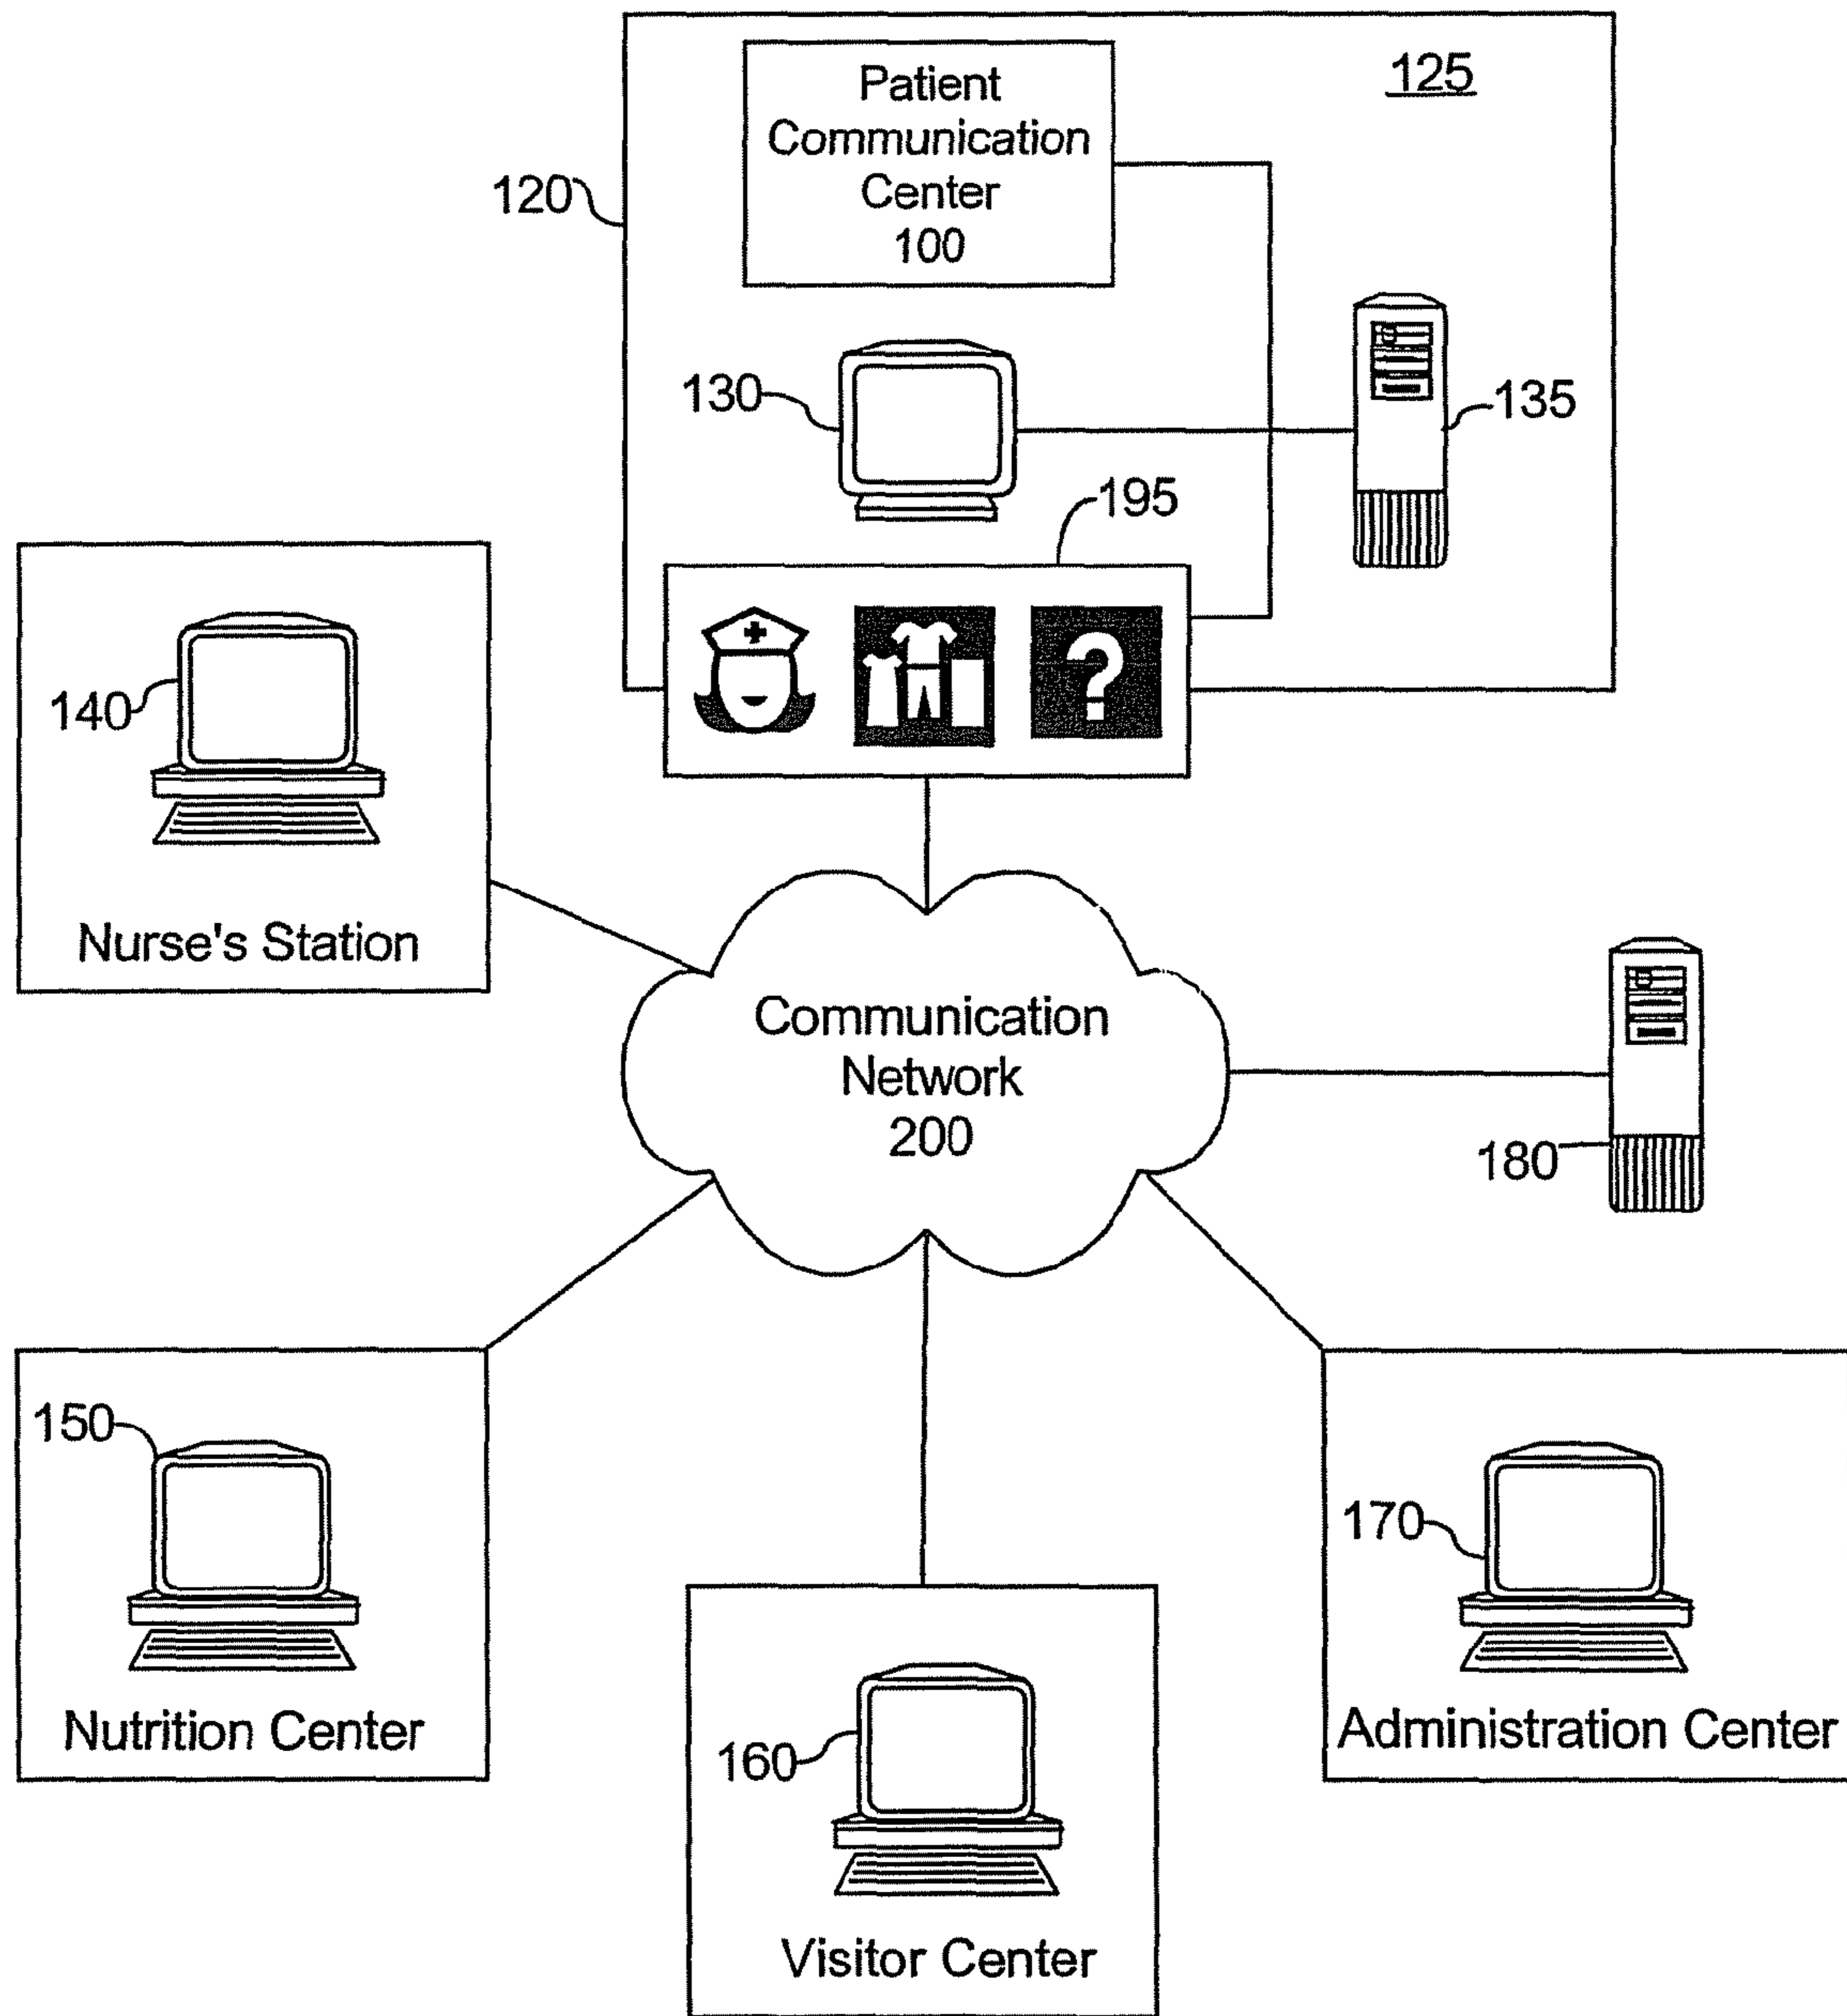 125
Patient
Communication
Center
100
120
130
135
195
?
140
Nurse's Station
Communication
Network
200
180
150
Nutrition Center
170
Administration Center
160
Visitor Center